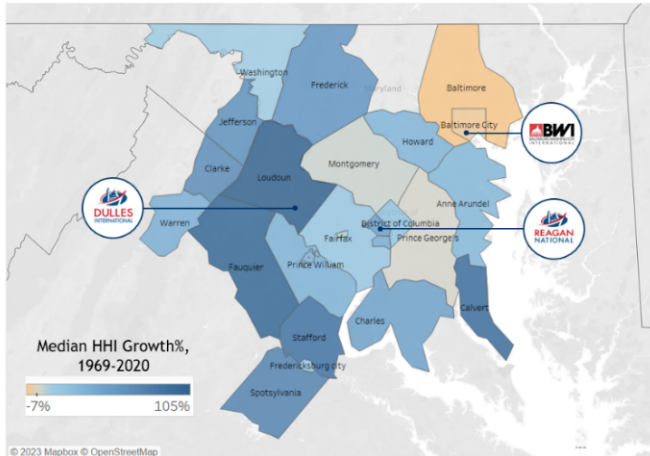 Washington
Frederick
Maryland
Baltimore
Baltimore City
BWI
Jefferson
Howard
Clarke
Loudoun
Montgomery
DULLES
INTERNATIONAL
Anne Arundel
Warren
District of Columbia
Fairfax
Prince George's
REAGAN
NATIONAL
Fauquier
Prince William
Charles
Calvert
Stafford
Median HHI Growth%,
1969-2020
Fredericksburg city
-7%
105%
Spotsylvania
© 2023 Mapbox © OpenStreetMap